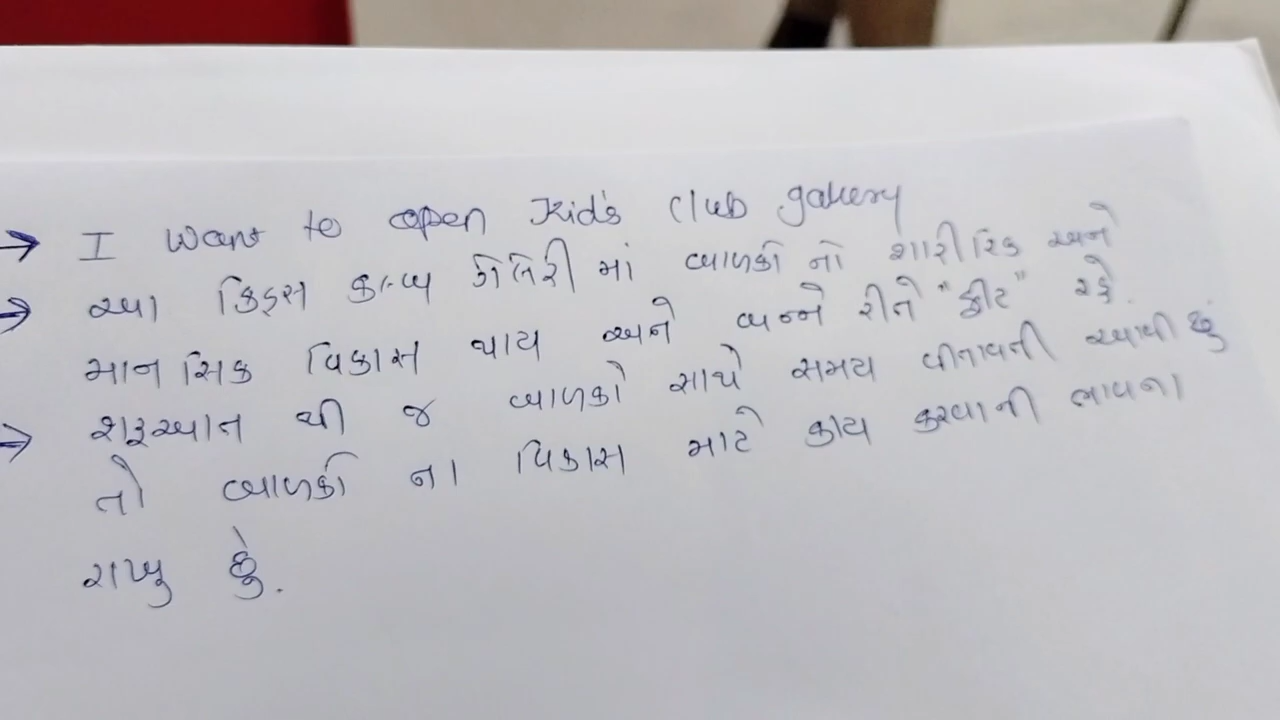 → I want to open Kid's Club gallery
→ આ કિડ્સ ક્લબ ગેલેરી માં બાળકો નો શારીરિક અને
માનસિક વિકાસ થાય અને બન્ને રીતે "ફીટ" રહે.
→ શરૂઆત થી જ બાળકો સાથે સમય વીતાવતી આવી છું
તો બાળકો ના વિકાસ માટે કાય કરવાની ભાવના
રાખુ છું.